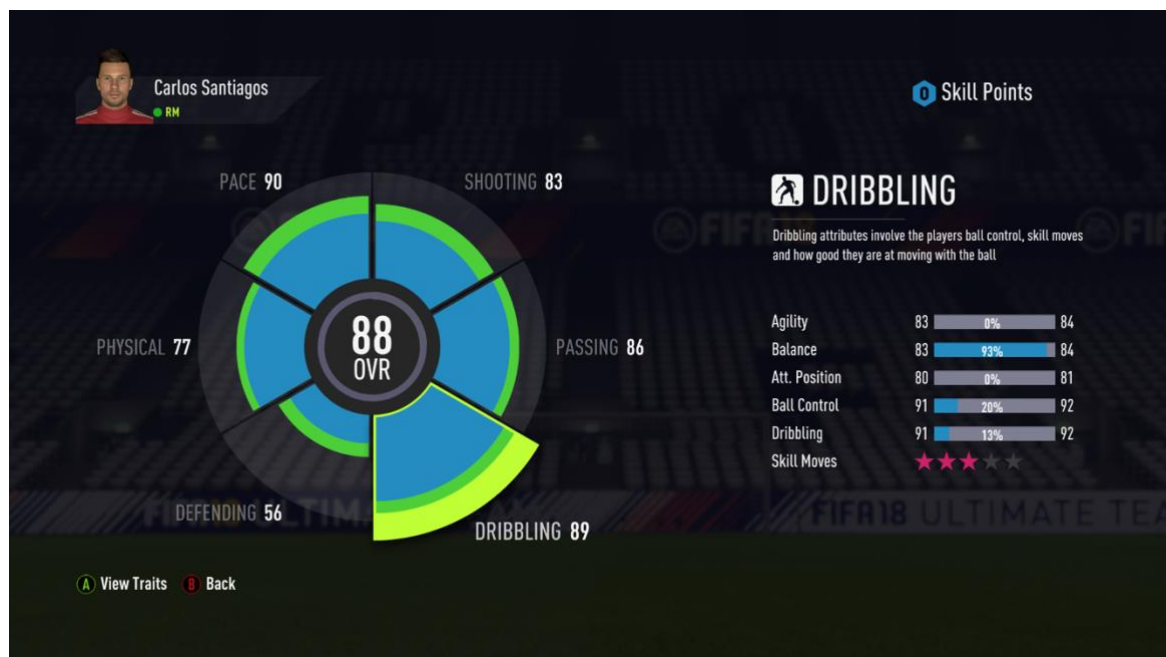 Carlos Santiagos
RM
0 Skill Points
PACE 90
SHOOTING 83
PHYSICAL 77
88
OVR
PASSING 86
DEFENDING 56
DRIBBLING 89
DRIBBLING
Dribbling attributes involve the players ball control, skill moves
and how good they are at moving with the ball
Agility 83 0% 84
Balance 83 93% 84
Att. Position 80 0% 81
Ball Control 91 20% 92
Dribbling 91 13% 92
Skill Moves
FIFA 18
FIFA18 ULTIMATE TEA
A View Traits B Back